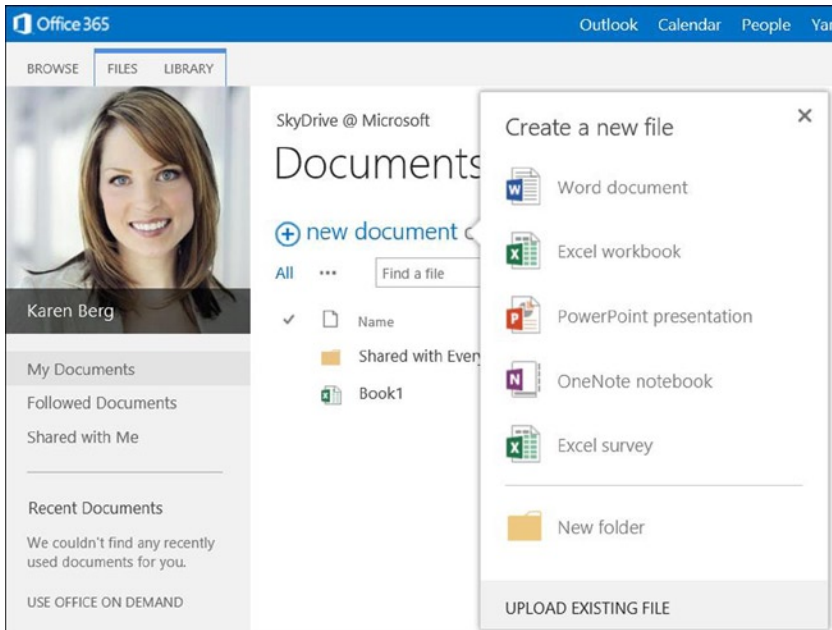 Office 365
Outlook Calendar People
BROWSE FILES LIBRARY
Karen Berg
My Documents
Followed Documents
Shared with Me
Recent Documents
We couldn't find any recently
used documents for you.
USE OFFICE ON DEMAND
SkyDrive @ Microsoft
Documents
new document
All ••• Find a file
Name
Shared with
Book1
Create a new file
Word document
Excel workbook
PowerPoint presentation
OneNote notebook
Excel survey
New folder
UPLOAD EXISTING FILE